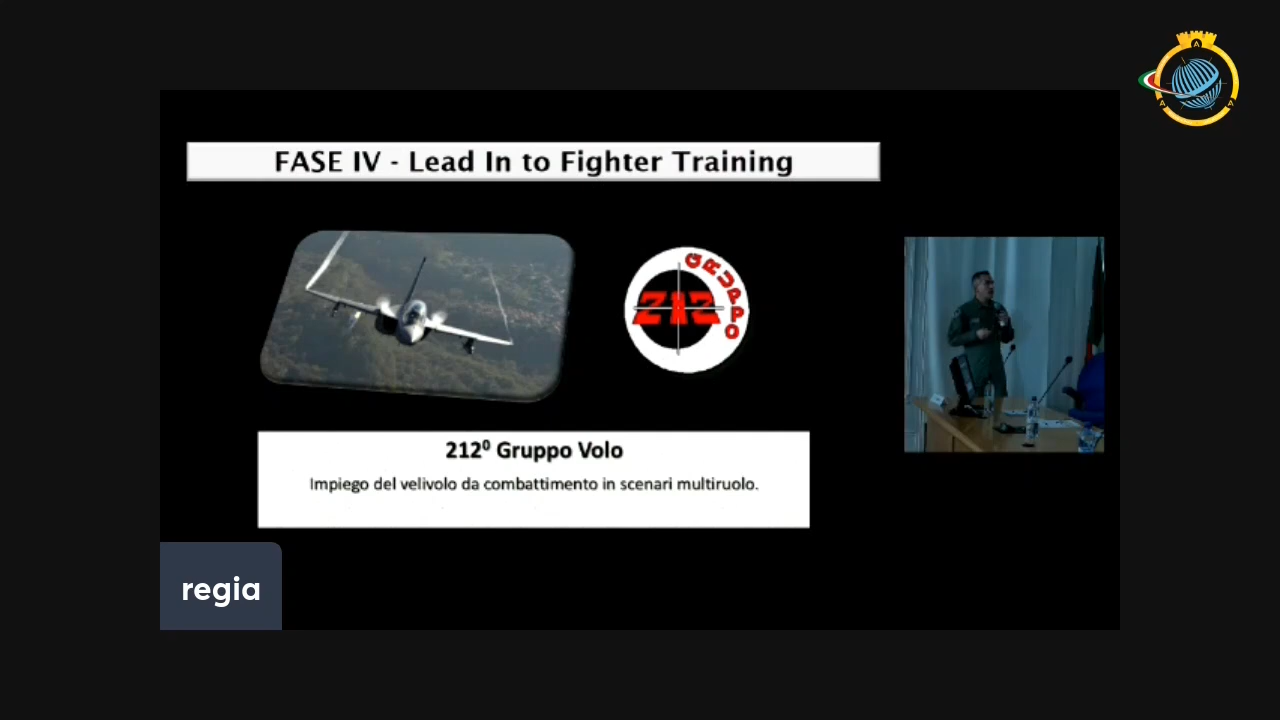 FASE IV - Lead In to Fighter Training
GRUPPO
212
212⁰ Gruppo Volo
Impiego del velivolo da combattimento in scenari multiruolo.
regia